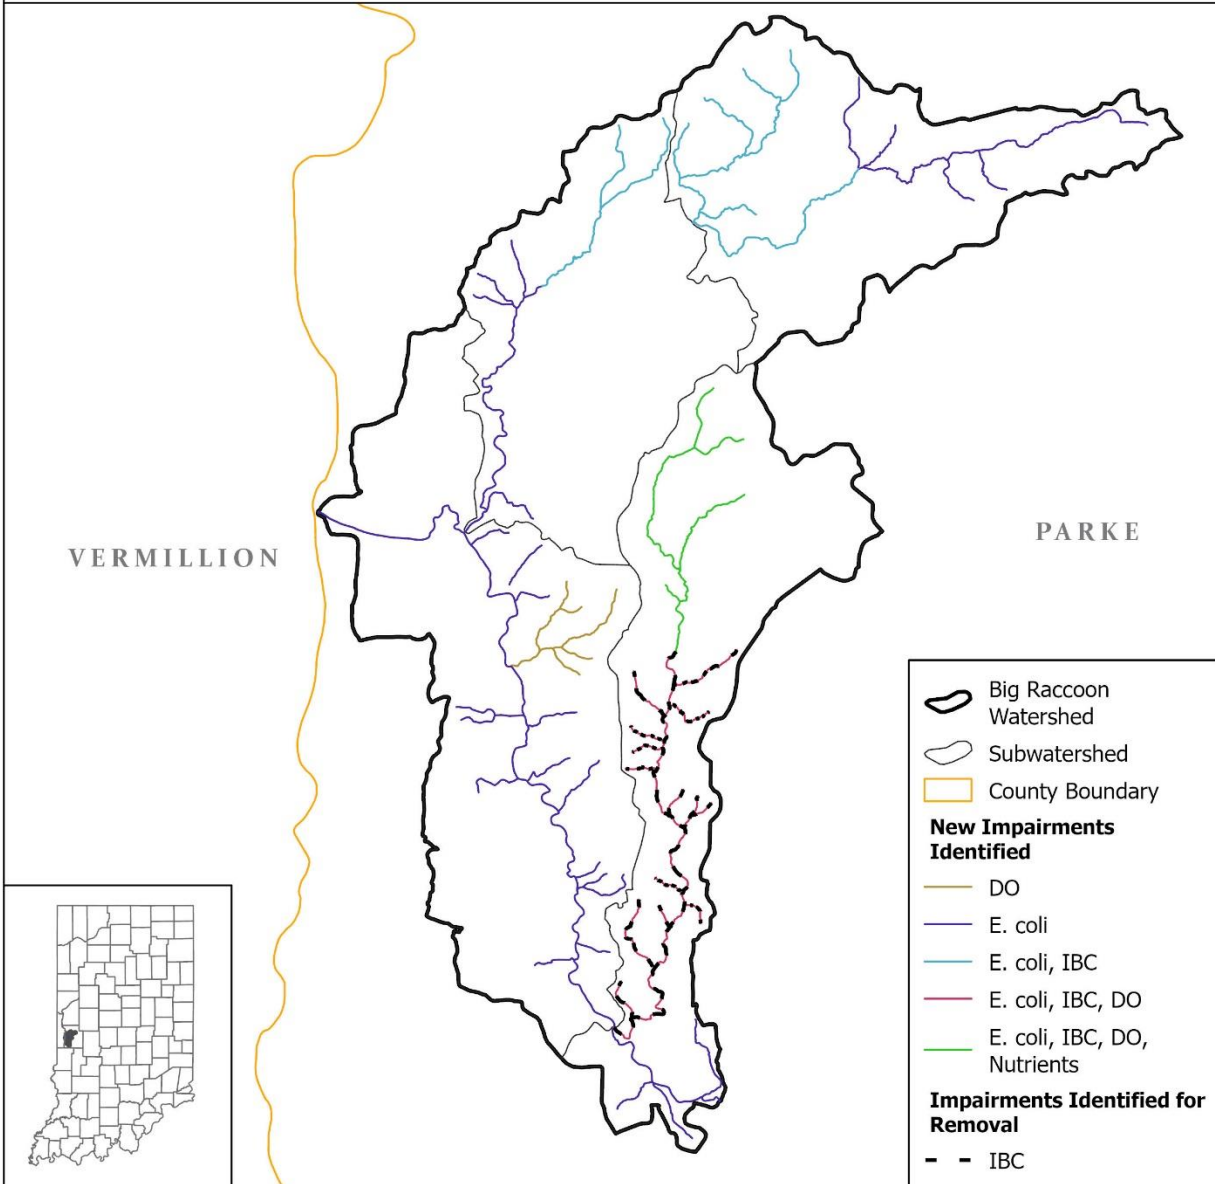 VERMILLION
PARKE
Big Raccoon
Watershed
Subwatershed
County Boundary
New Impairments
Identified
DO
E. coli
E. coli, IBC
E. coli, IBC, DO
E. coli, IBC, DO,
Nutrients
Impairments Identified for
Removal
IBC